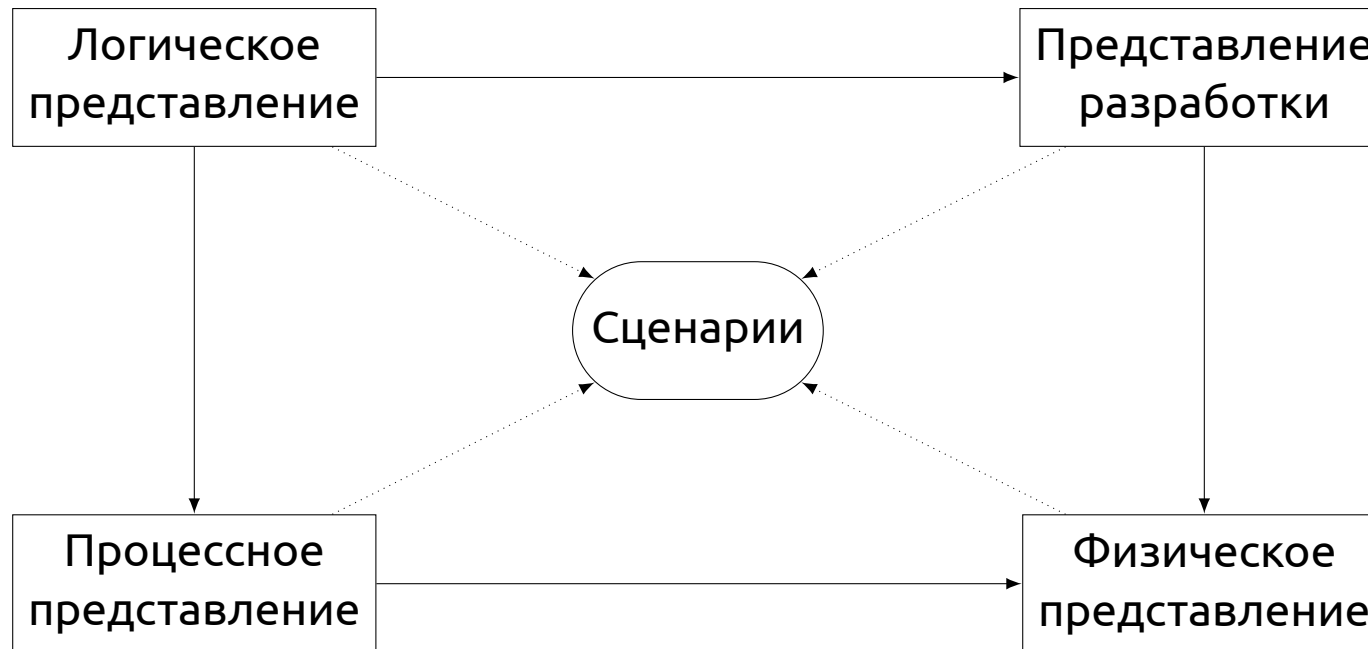 Логическое
представление
Представление
разработки
Сценарии
Процессное
представление
Физическое
представление